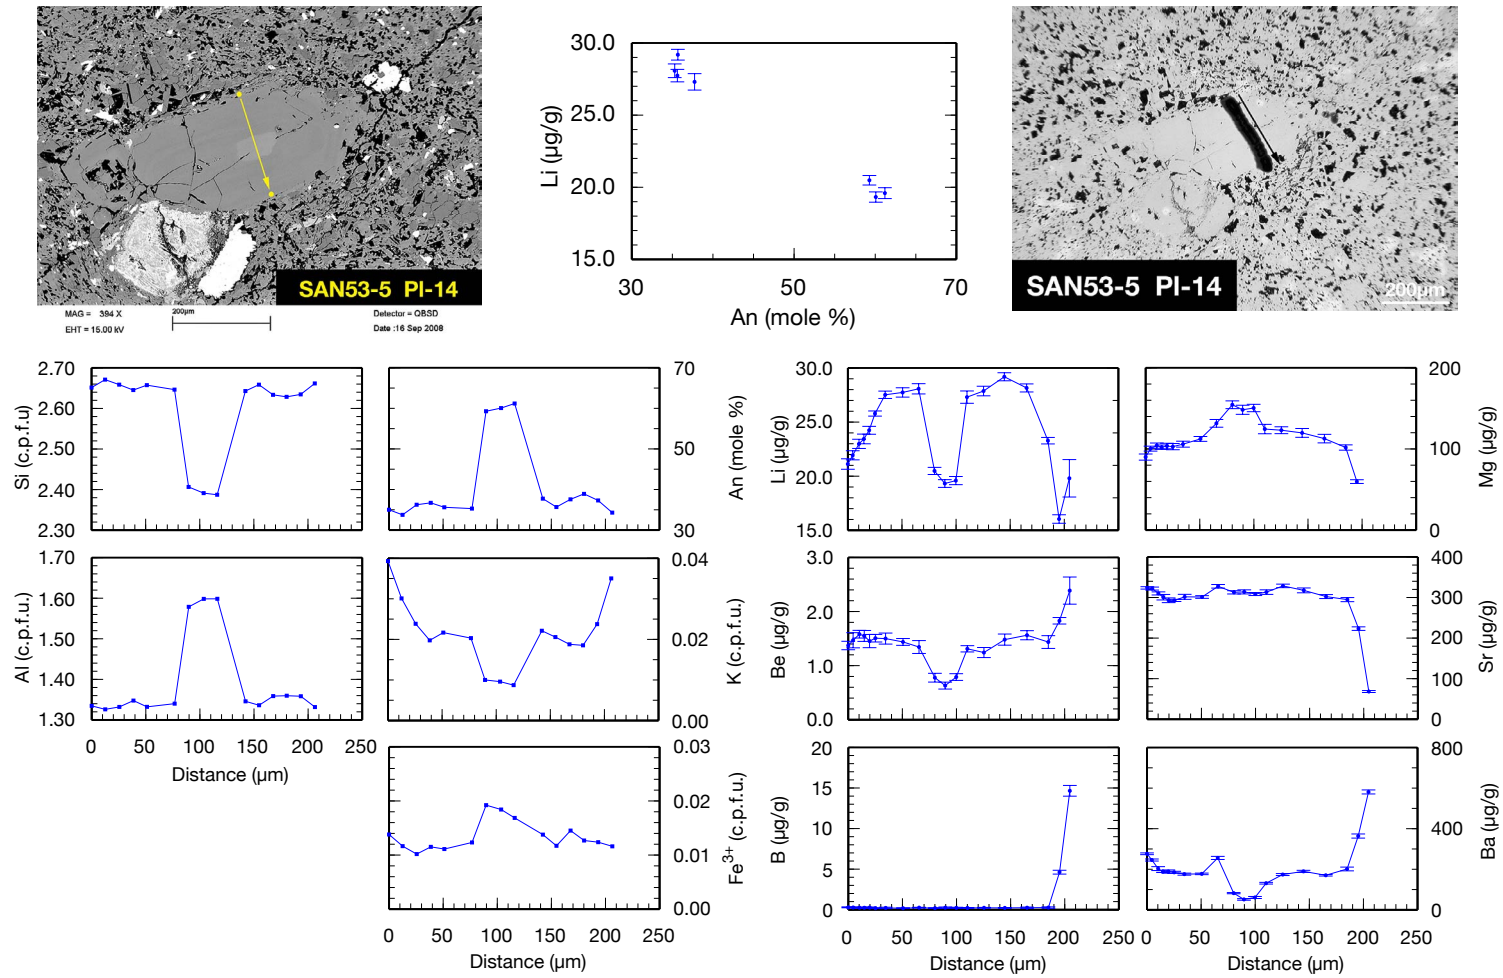 SAN53-5 PI-14
MAG = 394 X
200µm
Detector = QBSD
EHT = 15.00 kV
Date :16 Sep 2008
30.0
25.0
20.0
15.0
Li (µg/g)
30
50
70
An (mole %)
SAN53-5 PI-14
200µm
2.70
2.60
2.50
2.40
2.30
Si (c.p.f.u)
70
50
30
An (mole %)
30.0
25.0
20.0
15.0
Li (µg/g)
200
100
0
Mg (µg/g)
1.70
1.60
1.50
1.40
1.30
Al (c.p.f.u.)
0 50 100 150 200 250
Distance (µm)
0.04
0.02
0.00
K (c.p.f.u.)
3.0
2.0
1.0
0.0
Be (µg/g)
400
300
200
100
0
Sr (µg/g)
0.03
0.02
0.01
0.00
Fe3+ (c.p.f.u.)
0 50 100 150 200 250
Distance (µm)
20
15
10
5
0
B (µg/g)
0 50 100 150 200 250
Distance (µm)
800
400
0
Ba (µg/g)
0 50 100 150 200 250
Distance (µm)